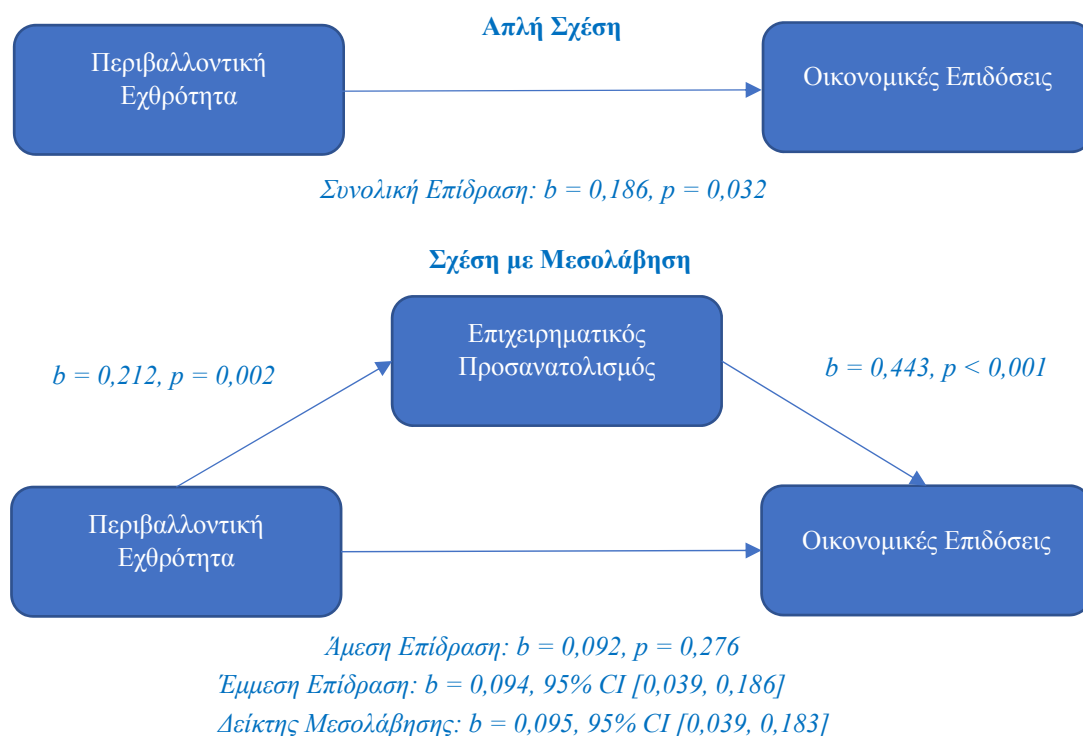 Απλή Σχέση
Περιβαλλοντική
Εχθρότητα
Οικονομικές Επιδόσεις
Συνολική Επίδραση: b = 0,186, p = 0,032
Σχέση με Μεσολάβηση
Επιχειρηματικός
Προσανατολισμός
b = 0,212, p = 0,002
b = 0,443, p < 0,001
Περιβαλλοντική
Εχθρότητα
Οικονομικές Επιδόσεις
Άμεση Επίδραση: b = 0,092, p = 0,276
Έμμεση Επίδραση: b = 0,094, 95% CI [0,039, 0,186]
Δείκτης Μεσολάβησης: b = 0,095, 95% CI [0,039, 0,183]